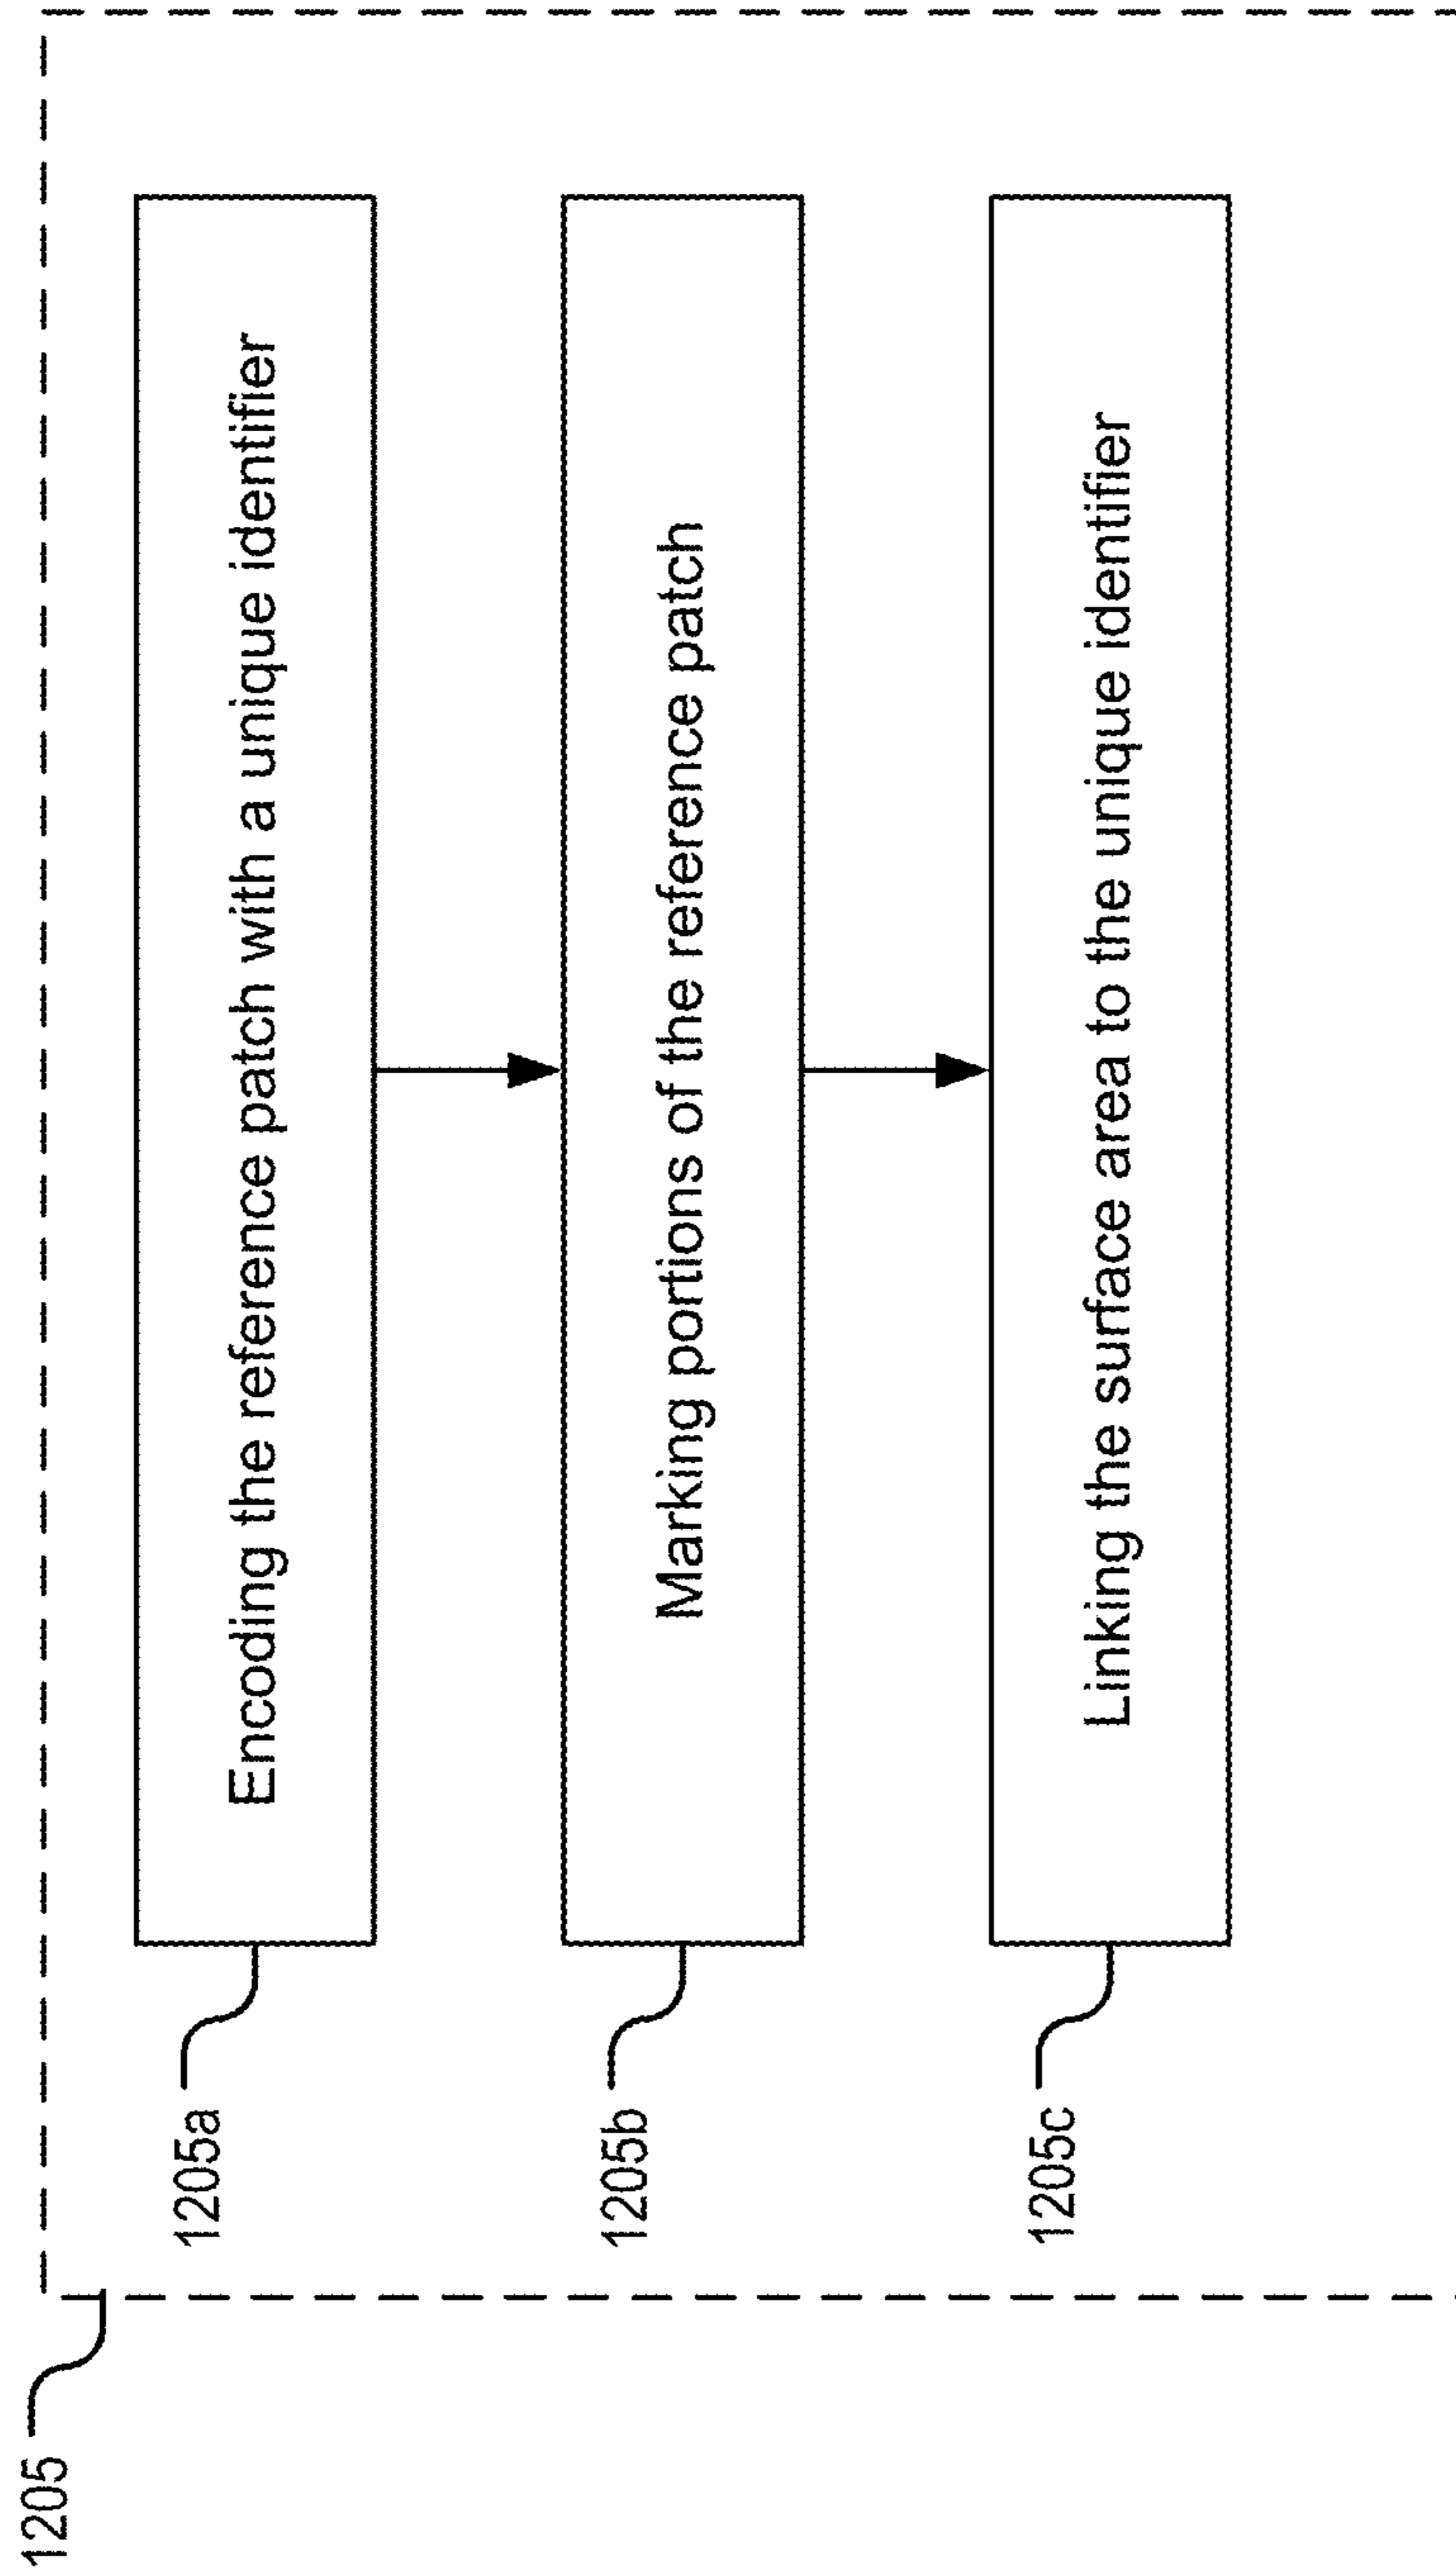 1205
1205a
Encoding the reference patch with a unique identifier
1205b
Marking portions of the reference patch
1205c
Linking the surface area to the unique identifier